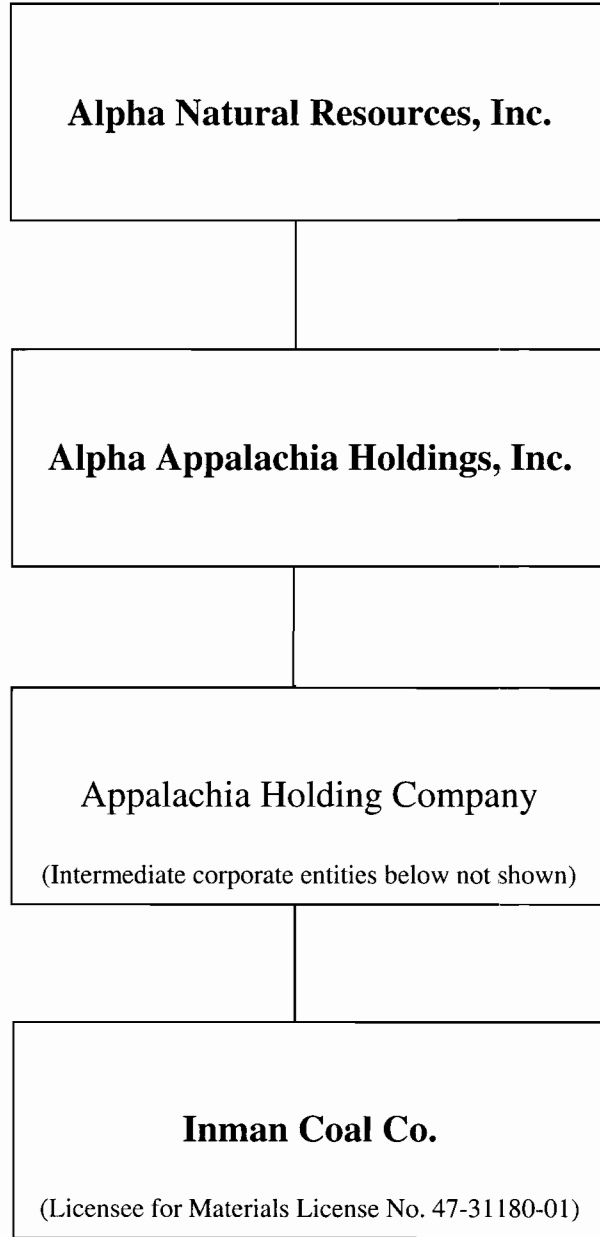 Alpha Natural Resources, Inc.
Alpha Appalachia Holdings, Inc.
Appalachia Holding Company
(Intermediate corporate entities below not shown)
Inman Coal Co.
(Licensee for Materials License No. 47-31180-01)